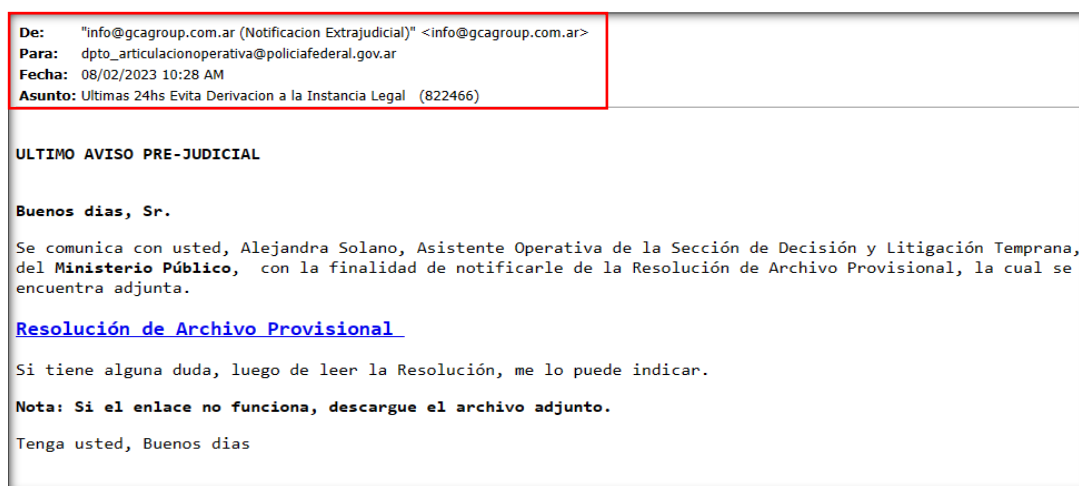 De: "info@gcagroup.com.ar (Notificacion Extrajudicial)" <info@gcagroup.com.ar>
Para: dpto_articulacionoperativa@policiafederal.gov.ar
Fecha: 08/02/2023 10:28 AM
Asunto: Ultimas 24hs Evita Derivacion a la Instancia Legal (822466)
ULTIMO AVISO PRE-JUDICIAL
Buenos dias, Sr.
Se comunica con usted, Alejandra Solano, Asistente Operativa de la Sección de Decisión y Litigación Temprana,
del Ministerio Público, con la finalidad de notificarle de la Resolución de Archivo Provisional, la cual se
encuentra adjunta.
Resolución de Archivo Provisional
Si tiene alguna duda, luego de leer la Resolución, me lo puede indicar.
Nota: Si el enlace no funciona, descargue el archivo adjunto.
Tenga usted, Buenos dias